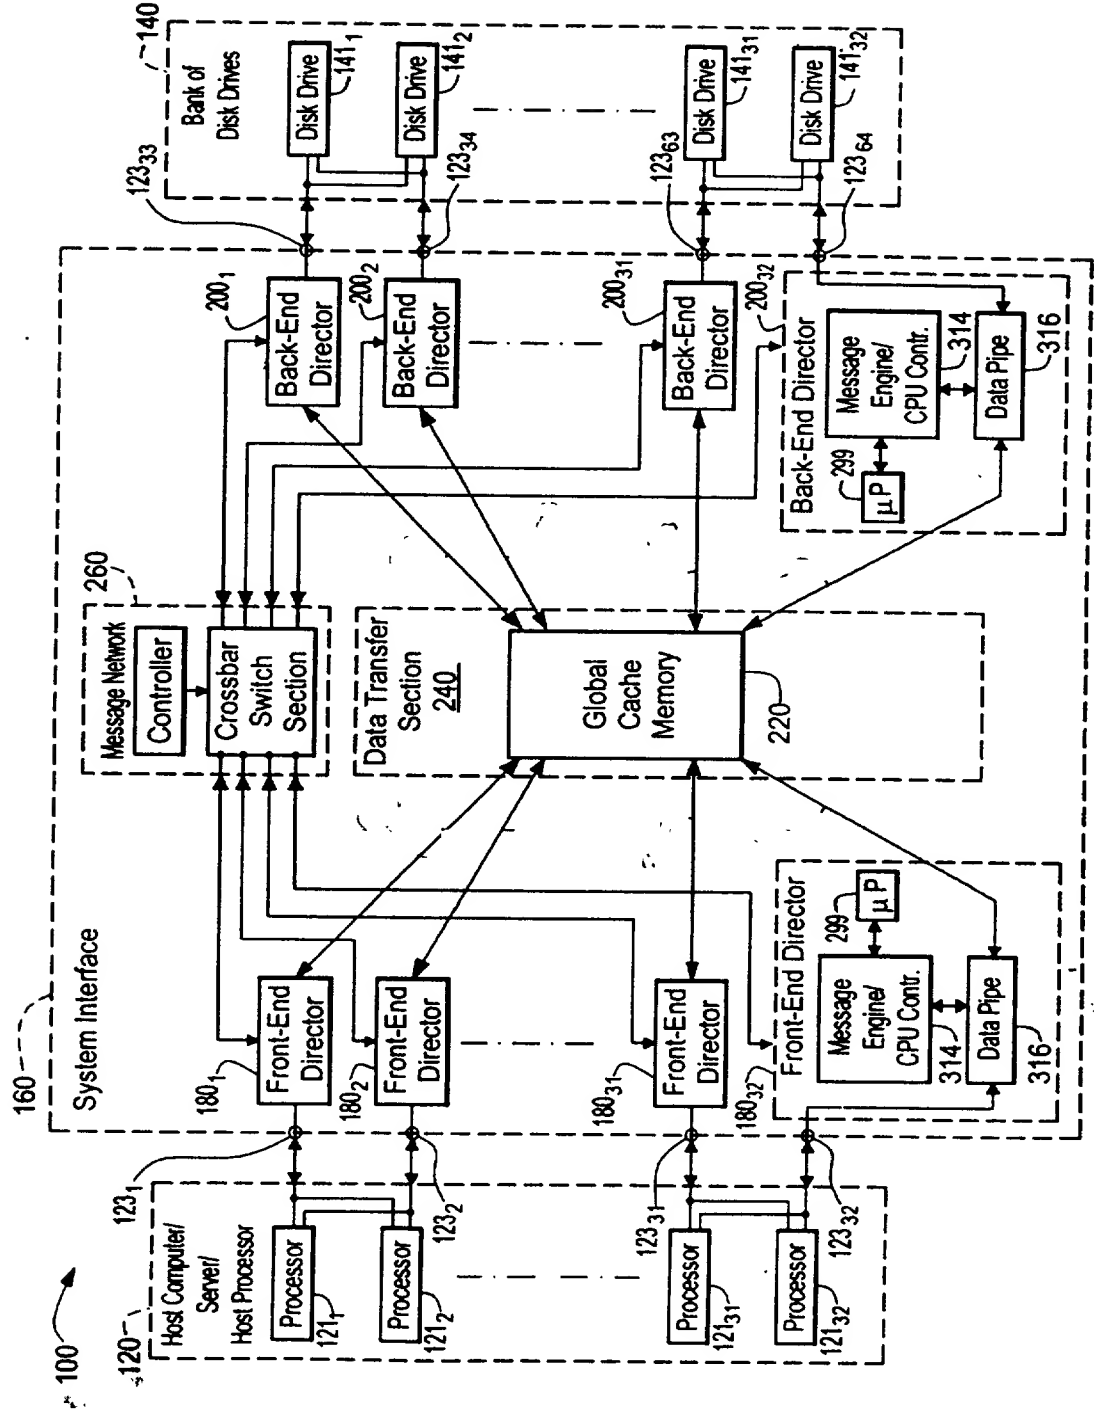 100
120
Host Computer/
Server/
Host Processor
Processor
121₁
Processor
121₂
Processor
121₃₁
Processor
121₃₂
123₁
123₂
123₃₁
123₃₂
160
System Interface
180₁
Front-End
Director
180₂
Front-End
Director
180₃₁
Front-End
Director
180₃₂
Front-End Director
Message
Engine/
CPU Contr.
314
299
μP
Data Pipe
316
260
Message Network
Controller
Crossbar
Switch
Section
Data Transfer
Section
240
Global
Cache
Memory
220
200₁
Back-End
Director
200₂
Back-End
Director
200₃₁
Back-End
Director
200₃₂
Back-End Director
299
μP
Message
Engine/
CPU Contr.
314
Data Pipe
316
123₃₃
123₃₄
123₆₃
123₆₄
140
Bank of
Disk Drives
Disk Drive
141₁
Disk Drive
141₂
Disk Drive
141₃₁
Disk Drive
141₃₂